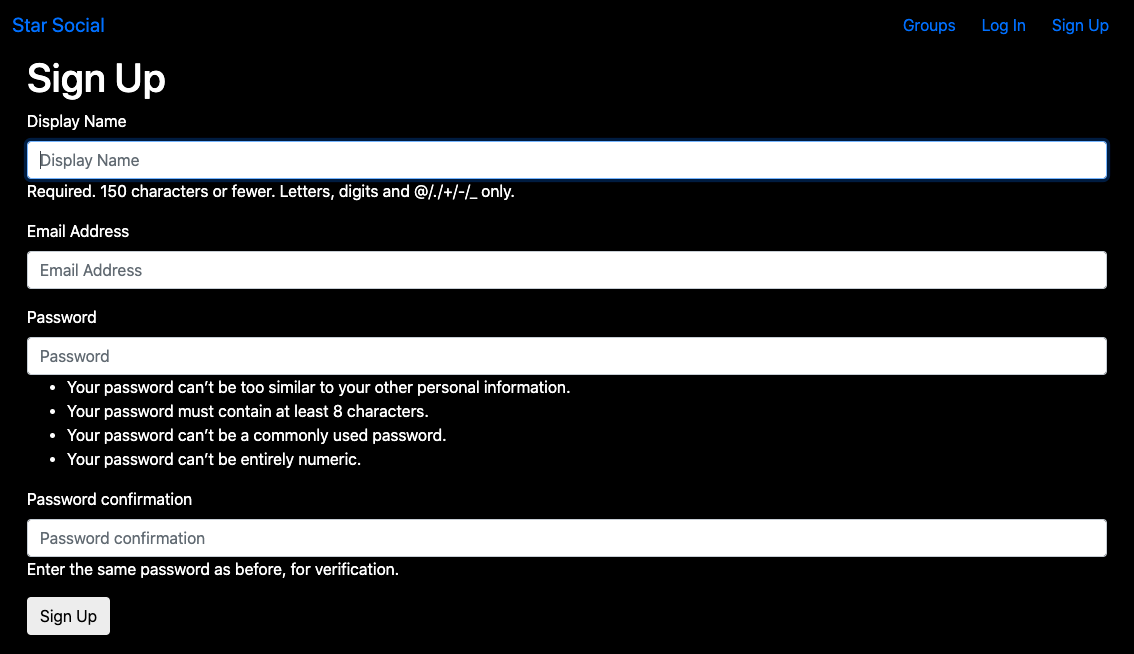 Star Social Groups Log In Sign Up
Sign Up
Display Name
Display Name
Required. 150 characters or fewer. Letters, digits and @/./+/-/_ only.
Email Address
Email Address
Password
Password
• Your password can’t be too similar to your other personal information.
• Your password must contain at least 8 characters.
• Your password can’t be a commonly used password.
• Your password can’t be entirely numeric.
Password confirmation
Password confirmation
Enter the same password as before, for verification.
Sign Up